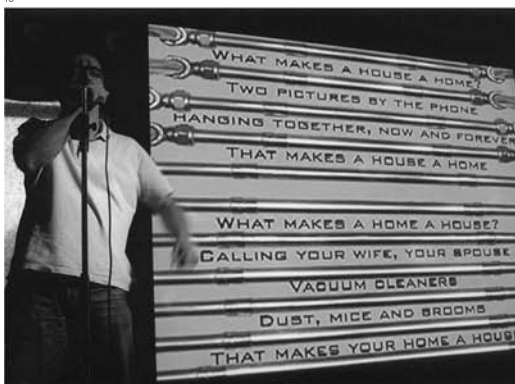 WHAT MAKES A HOUSE A HOME?
TWO PICTURES BY THE PHONE
HANGING TOGETHER, NOW AND FOREVER
THAT MAKES A HOUSE A HOME
WHAT MAKES A HOME A HOUSE?
CALLING YOUR WIFE, YOUR SPOUSE
VACUUM CLEANERS
DUST, MICE AND BROOMS
THAT MAKES YOUR HOME A HOUSE